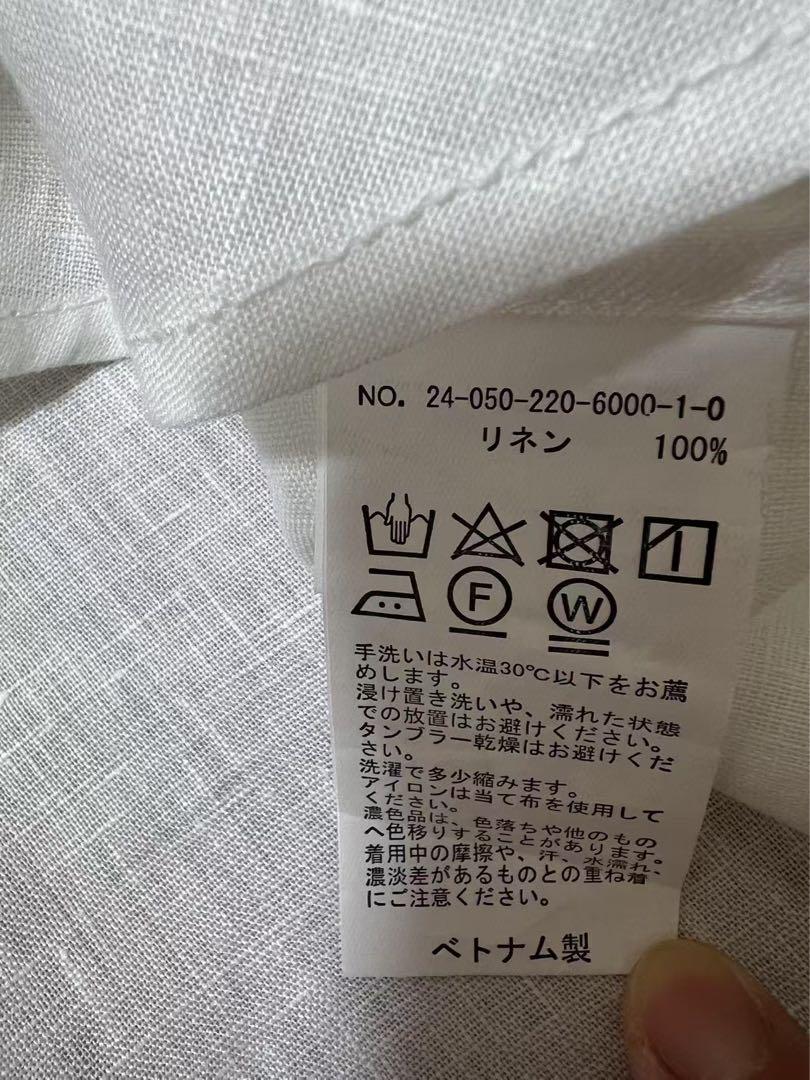 NO. 24-050-220-6000-1-0
リネン 100%
F W
手洗いは水温30℃以下をお薦
めします。
浸け置き洗いや、濡れた状態
での放置はお避けください。
タンブラー乾燥はお避けくだ
さい。
洗濯で多少縮みます。
アイロンは当て布を使用して
ください。
濃色品は、色落ちや他のもの
へ色移りすることがあります。
着用中の摩擦や、汗、水濡れ、
濃淡差があるものとの重ね着
にご注意ください。
ベトナム製